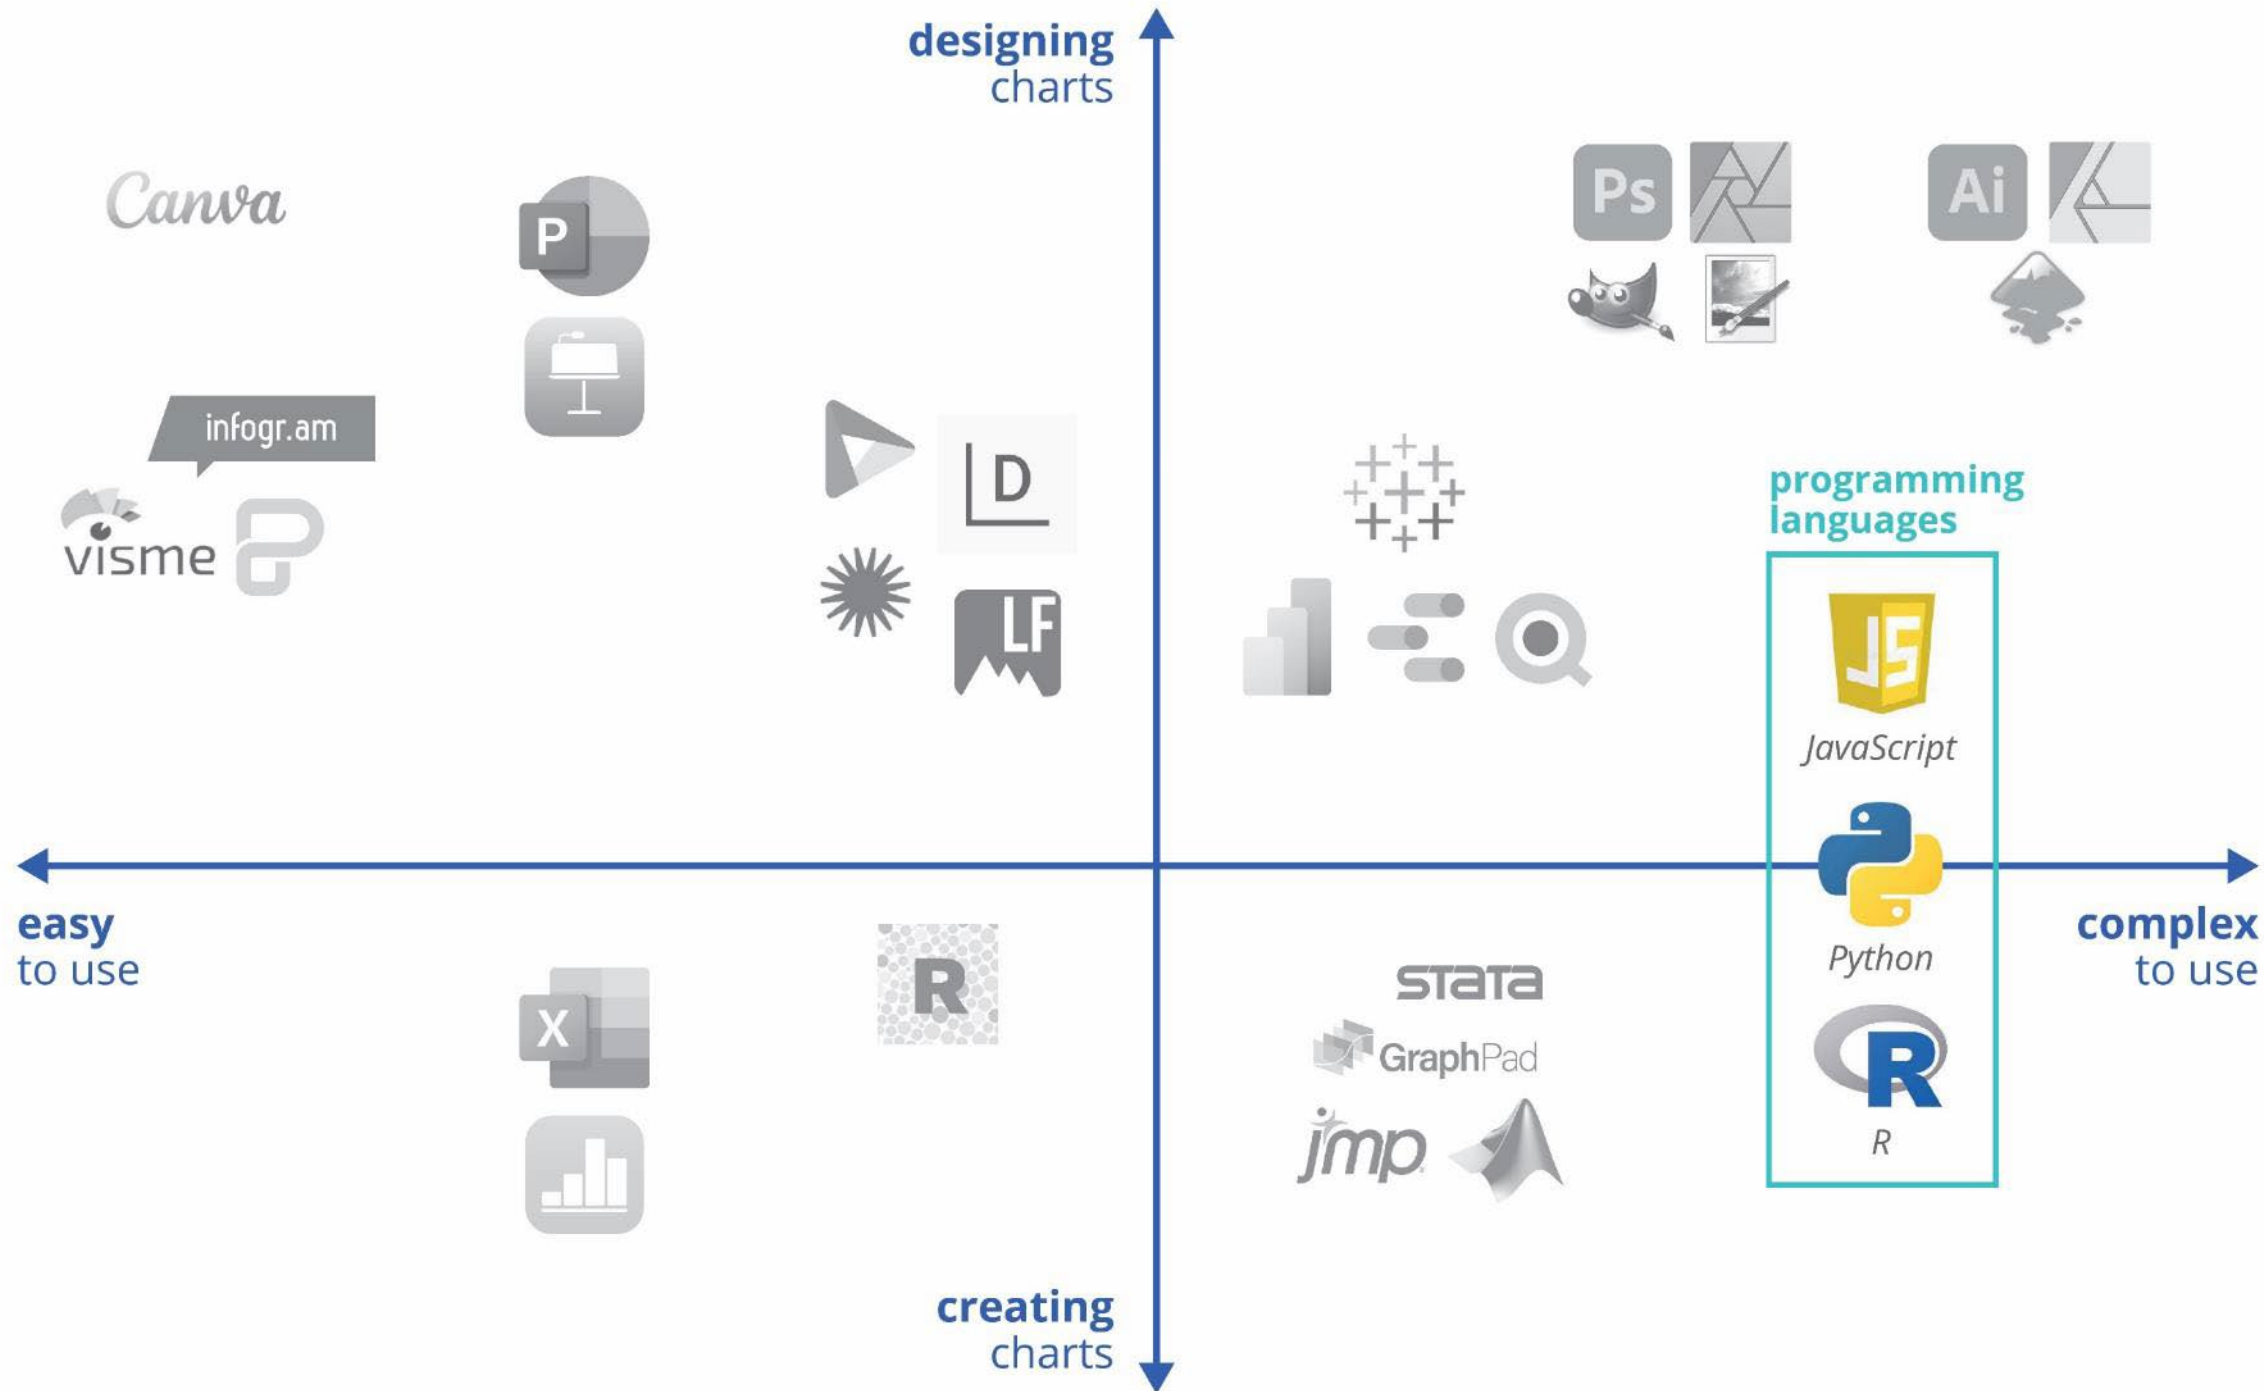 designing
charts
Canva
P
Ps
Ai
infogr.am
visme
D
LF
programming
languages
JS
JavaScript
easy
to use
complex
to use
Python
X
R
STATA
GraphPad
jmp
R
R
creating
charts